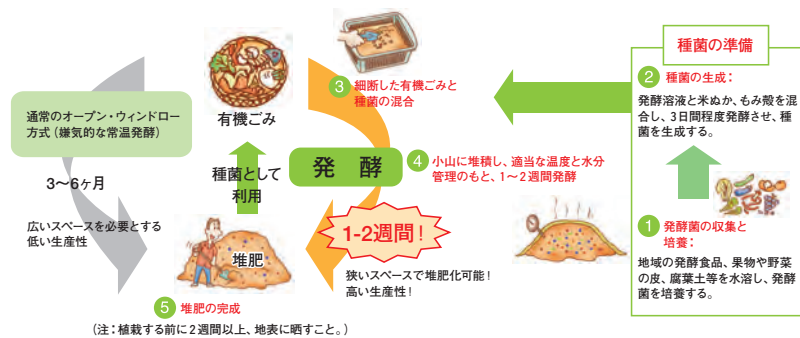 種菌の準備
2 種菌の生成:
発酵溶液と米ぬか、もみ殻を混
合し、3日間程度発酵させ、種
菌を生成する。
1 発酵菌の収集と
培養:
地域の発酵食品、果物や野菜
の皮、腐葉土等を水溶し、発酵
菌を培養する。
有機ごみ
3 細断した有機ごみと
種菌の混合
通常のオープン・ウィンドロー
方式(嫌気的な常温発酵)
3〜6ヶ月
広いスペースを必要とする
低い生産性
種菌として
利用
発 酵
4 小山に堆積し、適当な温度と水分
管理のもと、1〜2週間発酵
1-2週間!
狭いスペースで堆肥化可能!
高い生産性!
堆肥
5 堆肥の完成
(注:植栽する前に2週間以上、地表に晒すこと。)